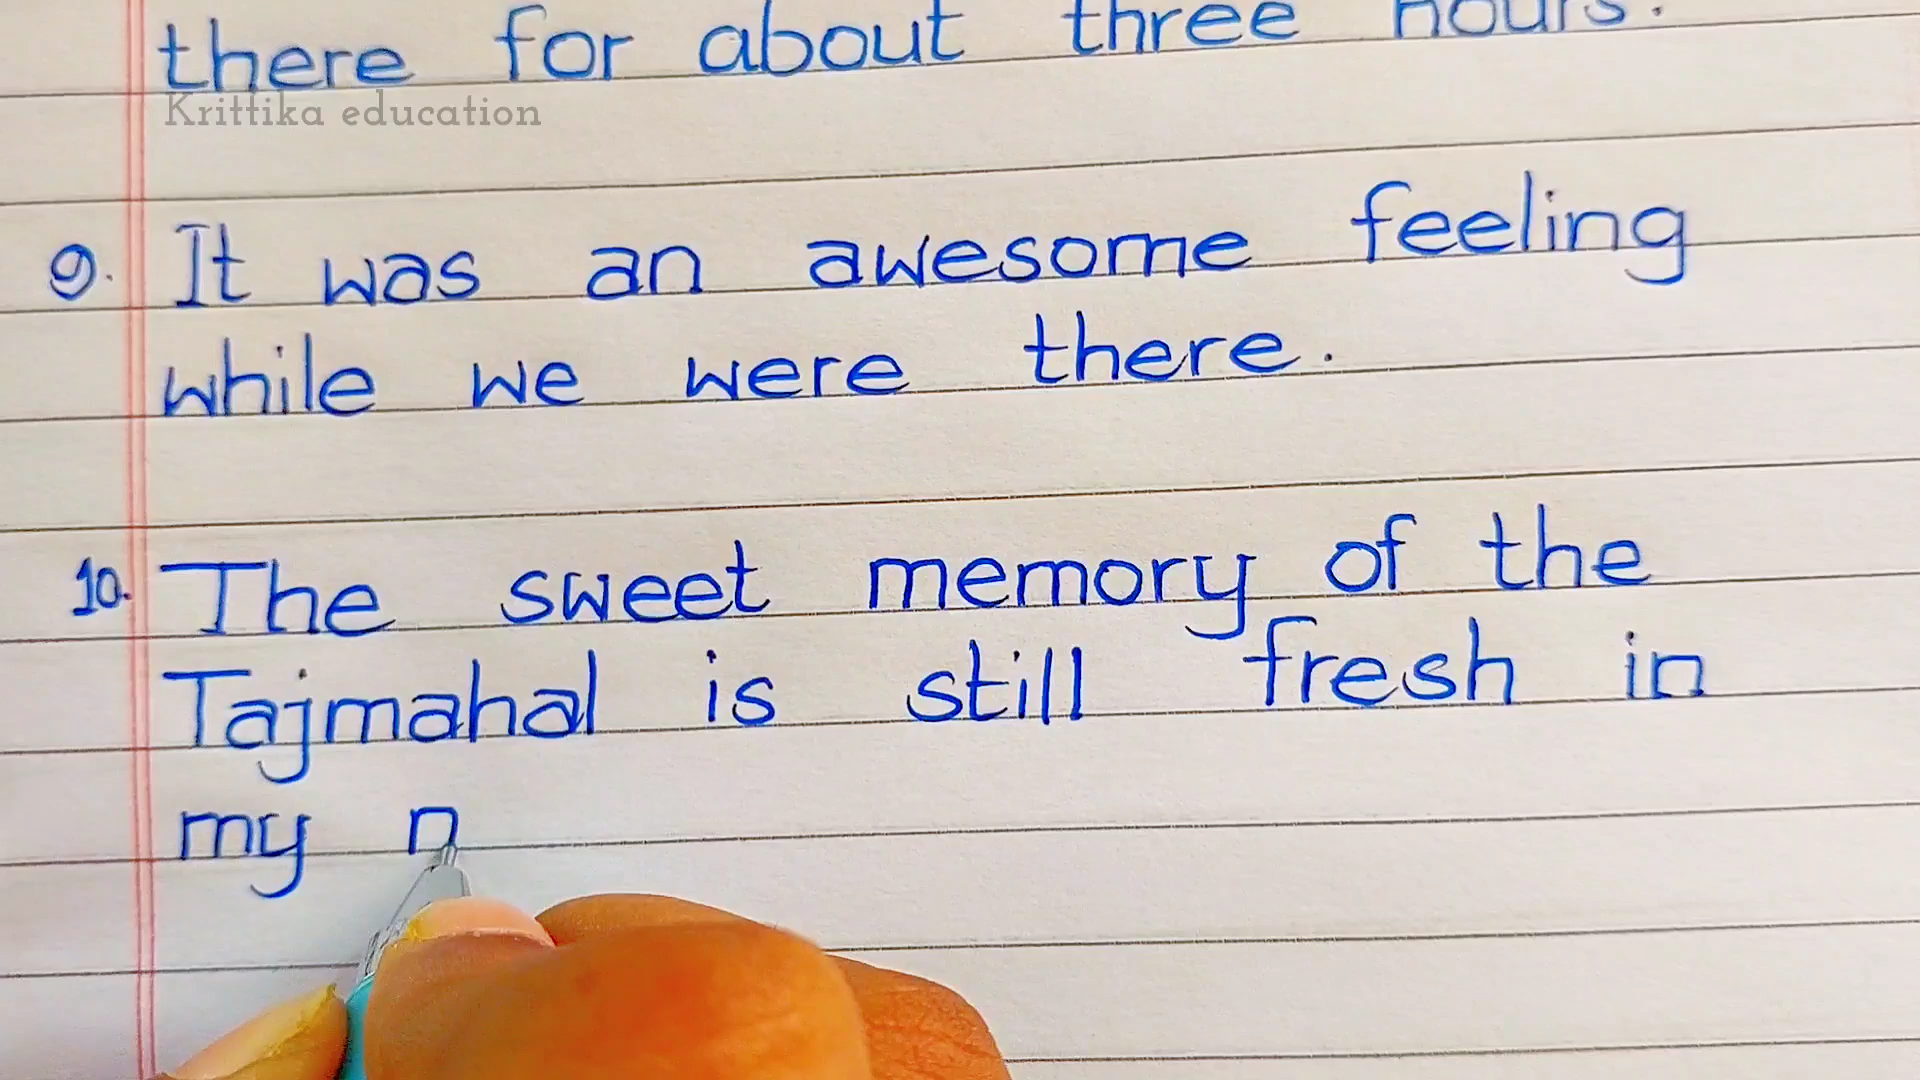 there for about three hours.
Krittika education
9. It was an awesome feeling
while we were there.
10. The sweet memory of the
Tajmahal is still fresh in
my n